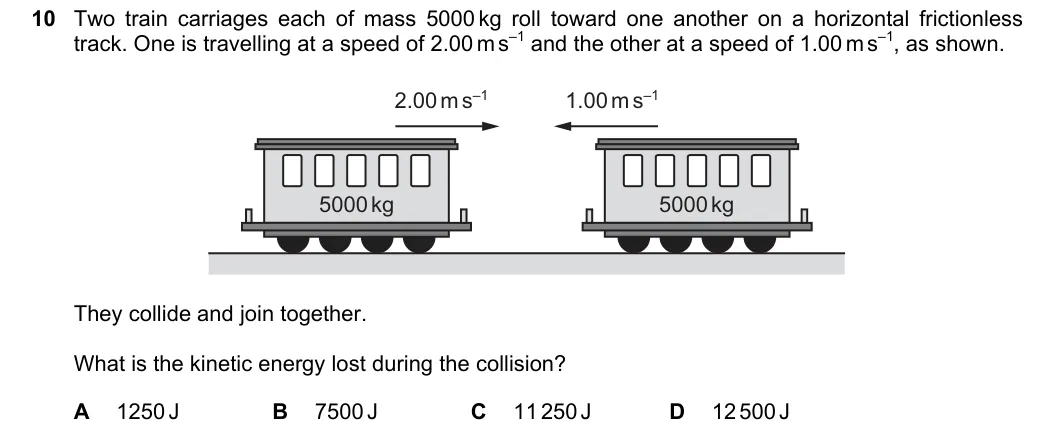 10 Two train carriages each of mass 5000 kg roll toward one another on a horizontal frictionless
track. One is travelling at a speed of 2.00 m s⁻¹ and the other at a speed of 1.00 m s⁻¹, as shown.
2.00 m s⁻¹ 1.00 m s⁻¹
5000 kg 5000 kg
They collide and join together.
What is the kinetic energy lost during the collision?
A 1250 J B 7500 J C 11 250 J D 12 500 J